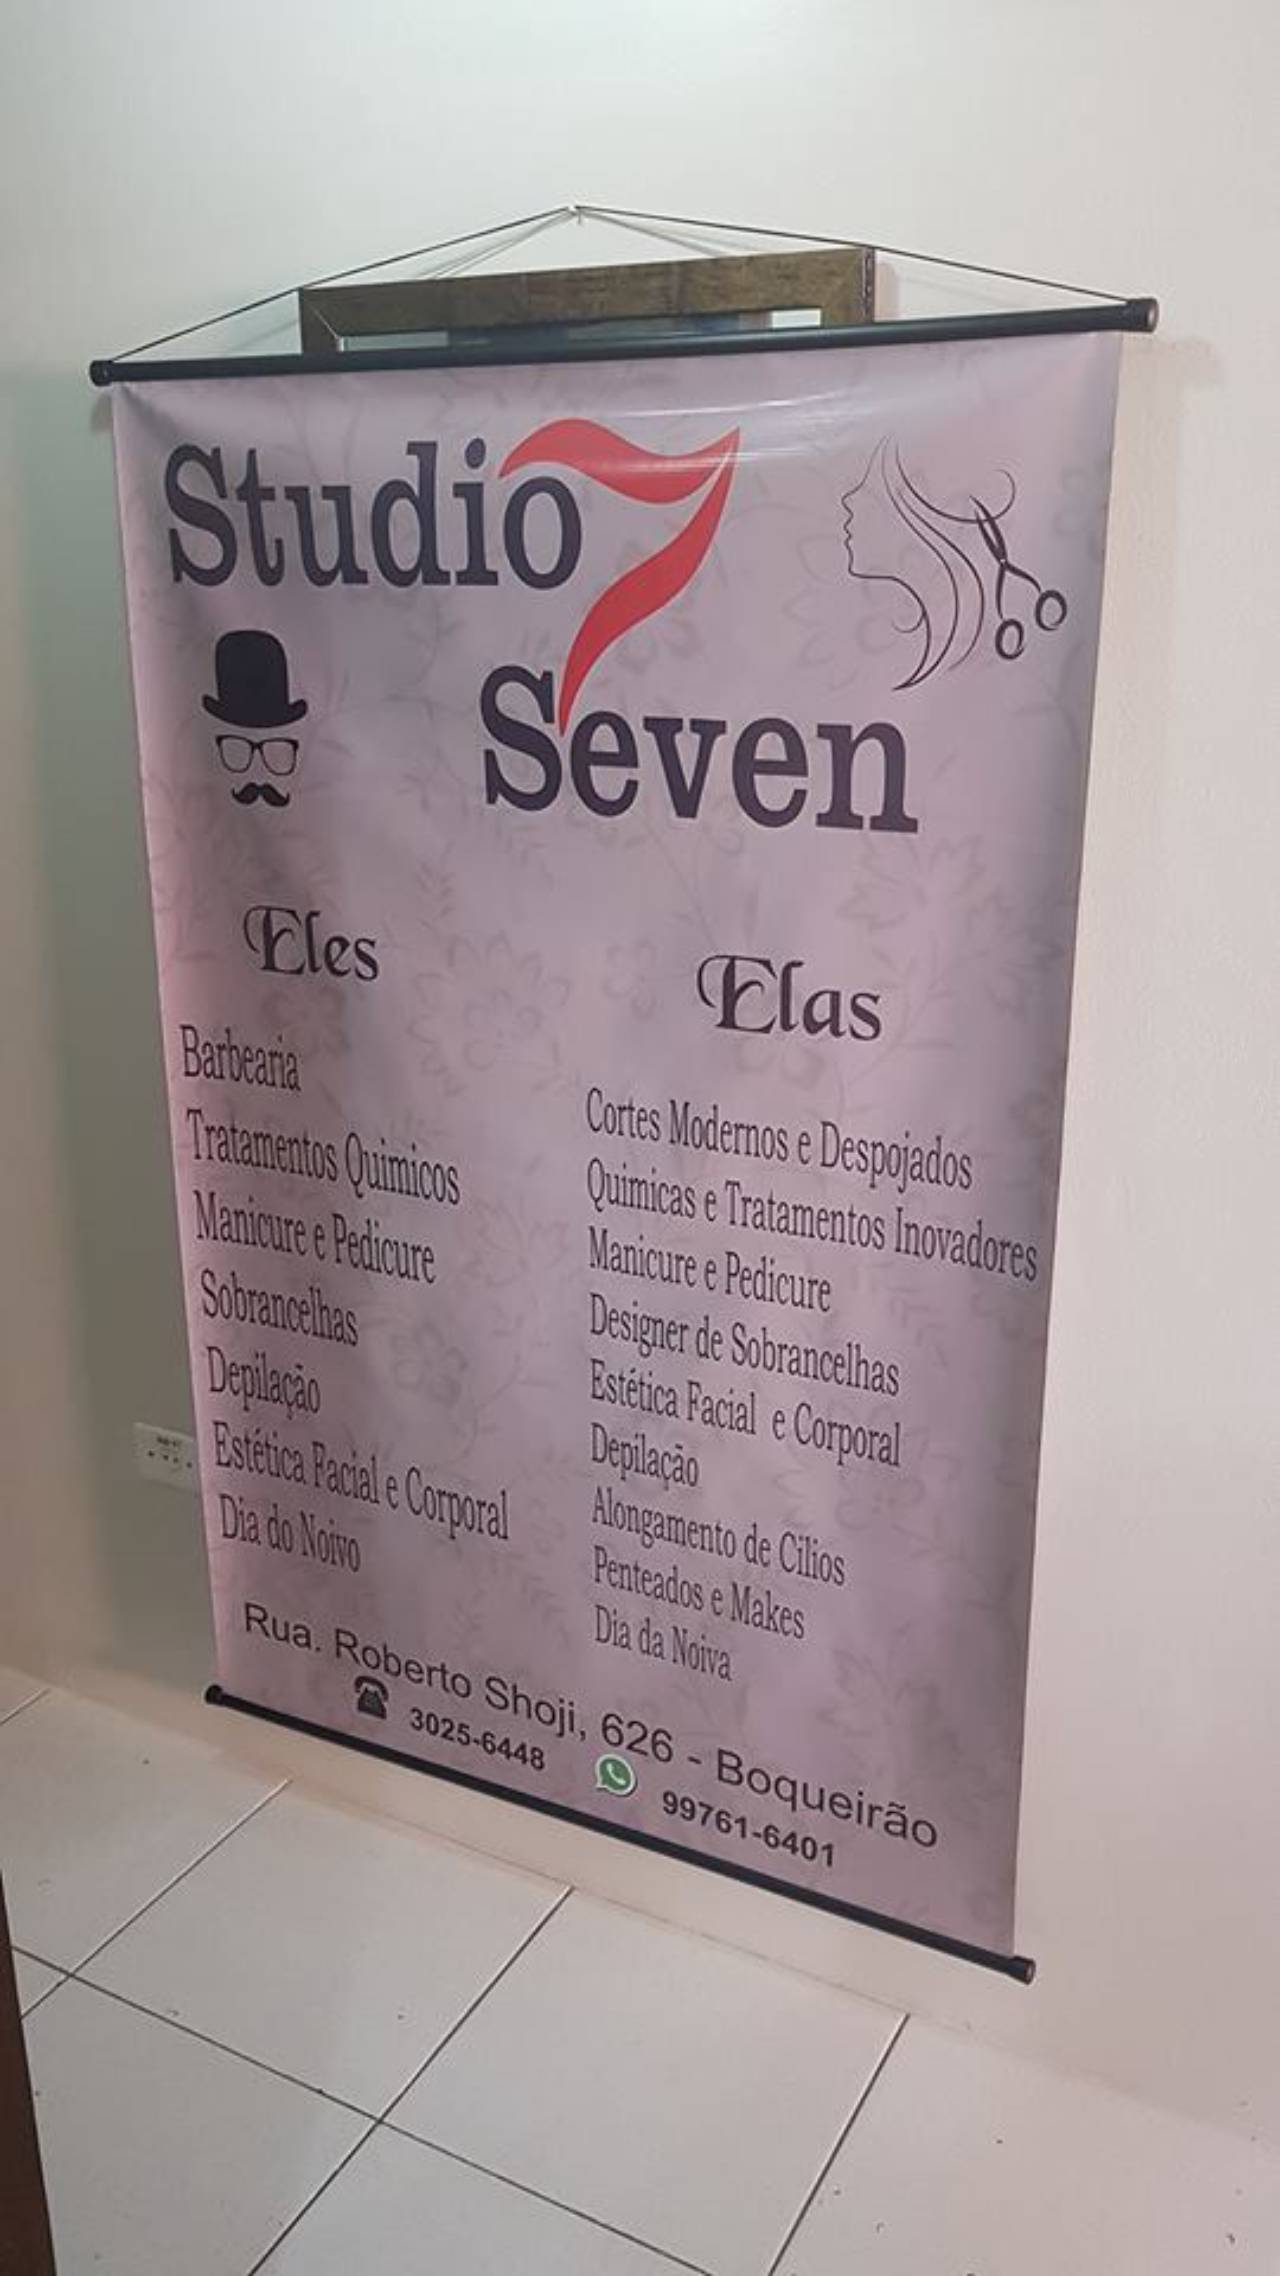 Studio 7
Seven
Eles
Barbearia
Tratamentos Quimicos
Manicure e Pedicure
Sobrancelhas
Depilação
Estética Facial e Corporal
Dia do Noivo
Elas
Cortes Modernos e Despojados
Quimicas e Tratamentos Inovadores
Manicure e Pedicure
Designer de Sobrancelhas
Estética Facial e Corporal
Depilação
Alongamento de Cilios
Penteados e Makes
Dia da Noiva
Rua. Roberto Shoji, 626 - Boqueirão
3025-6448
99761-6401